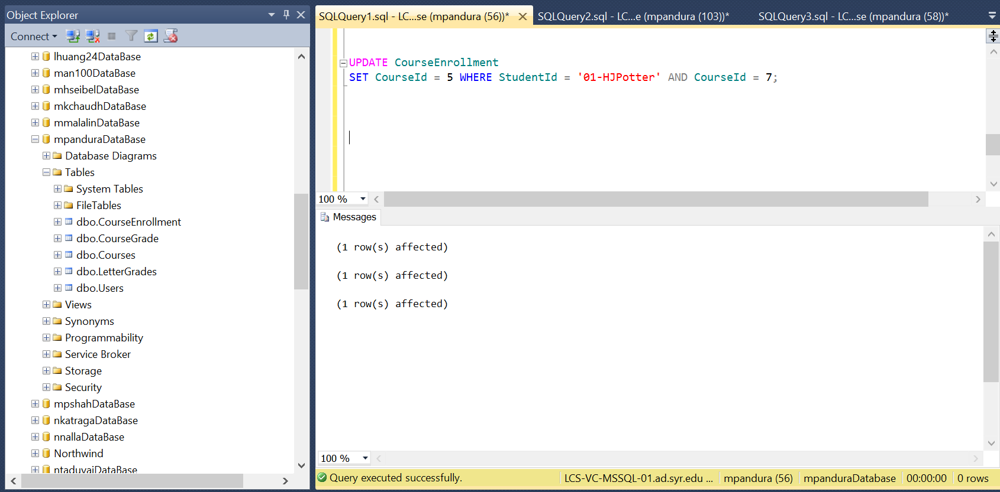 Object Explorer
Connect
lhuang24DataBase
man100DataBase
mhseibelDataBase
mkchaudhDataBase
mmalalinDataBase
mpanduraDataBase
Database Diagrams
Tables
System Tables
FileTables
dbo.CourseEnrollment
dbo.CourseGrade
dbo.Courses
dbo.LetterGrades
dbo.Users
Views
Synonyms
Programmability
Service Broker
Storage
Security
mpshahDataBase
nkatragaDataBase
nnallaDataBase
Northwind
ntaduvaiDataBase
SQLQuery1.sql - LC...se (mpandura (56))*
SQLQuery2.sql - LC...e (mpandura (103))*
SQLQuery3.sql - LC...se (mpandura (58))*
UPDATE CourseEnrollment
SET CourseId = 5 WHERE StudentId = '01-HJPotter' AND CourseId = 7;
100 %
Messages
(1 row(s) affected)
(1 row(s) affected)
(1 row(s) affected)
100 %
Query executed successfully.
LCS-VC-MSSQL-01.ad.syr.edu ...
mpandura (56)
mpanduraDatabase
00:00:00
0 rows